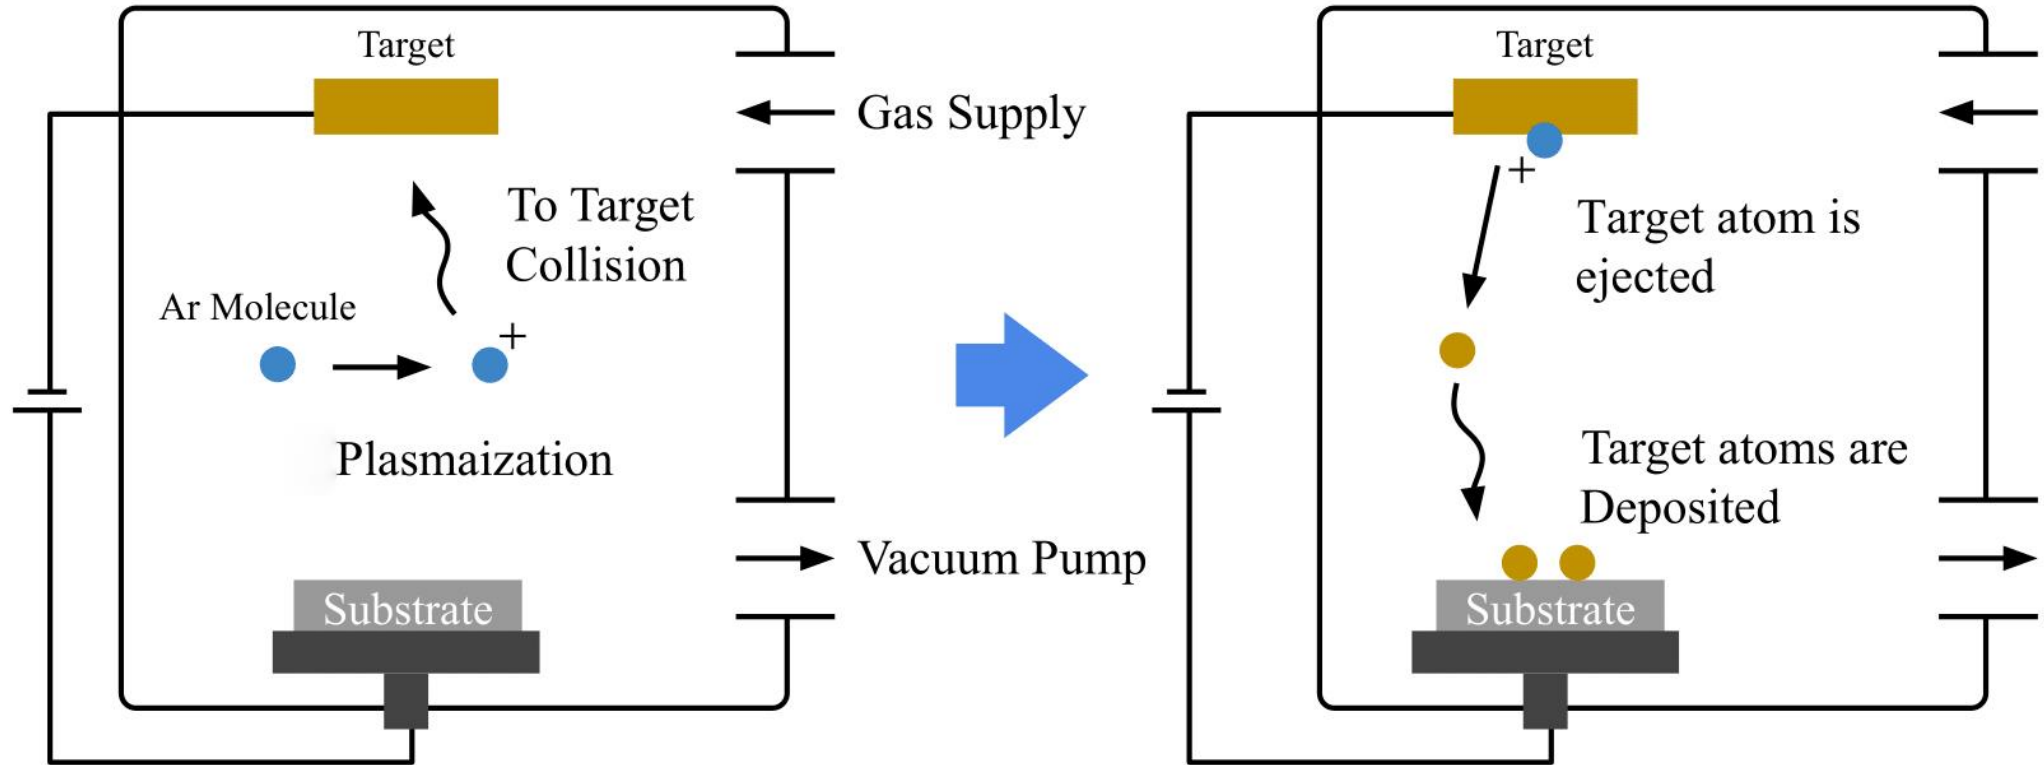 Target
Gas Supply
To Target
Collision
Ar Molecule
+
Plasmaization
Vacuum Pump
Substrate
Target
+
Target atom is
ejected
Target atoms are
Deposited
Substrate